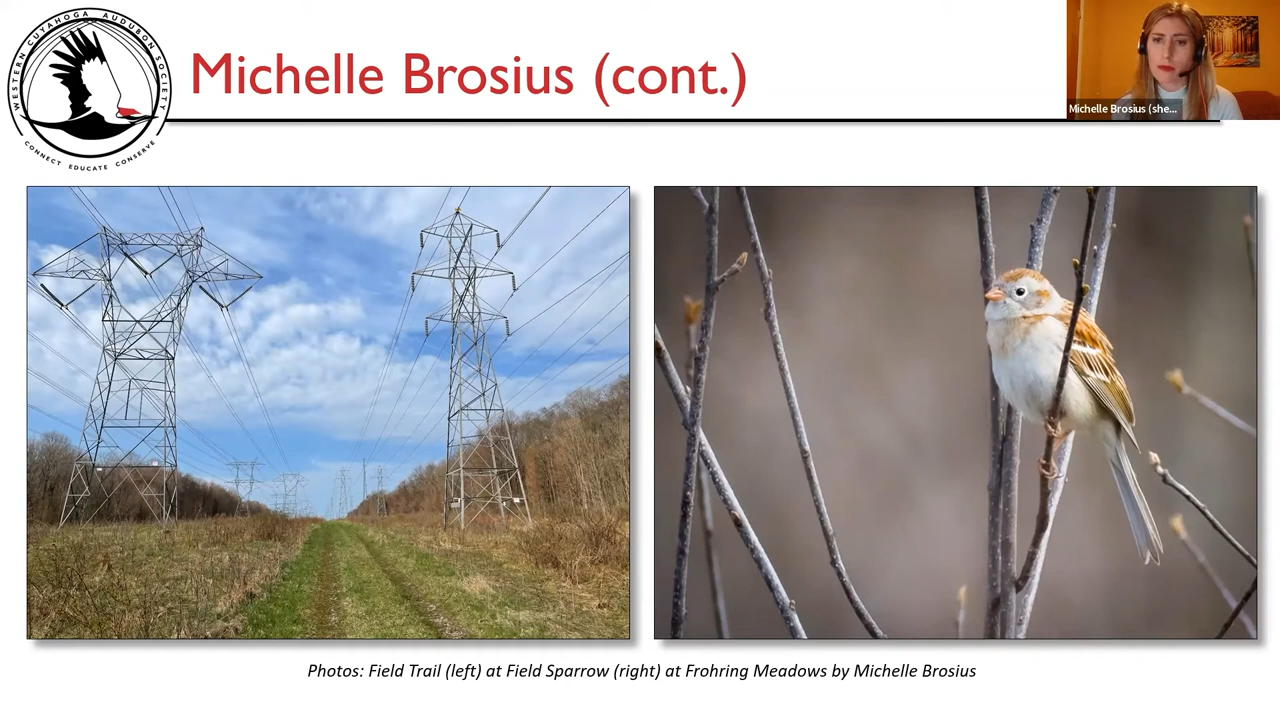 WESTERN CUYAHOGA AUDUBON SOCIETY
CONNECT EDUCATE CONSERVE
Michelle Brosius (cont.)
Michelle Brosius (she...
Photos: Field Trail (left) at Field Sparrow (right) at Frohring Meadows by Michelle Brosius